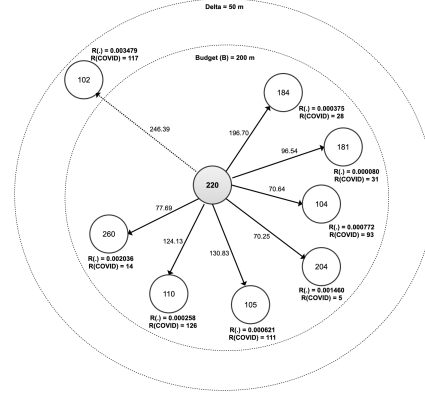 Delta = 50 m
R(.) = 0.003479
R(COVID) = 117
102
Budget (B) = 200 m
184
R(.) = 0.000375
R(COVID) = 28
246.39
196.70
181
96.54
R(.) = 0.000080
R(COVID) = 31
220
70.64
104
77.69
R(.) = 0.000772
R(COVID) = 93
260
70.25
124.13
130.83
204
R(.) = 0.002036
R(COVID) = 14
R(.) = 0.001460
R(COVID) = 5
110
105
R(.) = 0.000258
R(COVID) = 126
R(.) = 0.000621
R(COVID) = 111